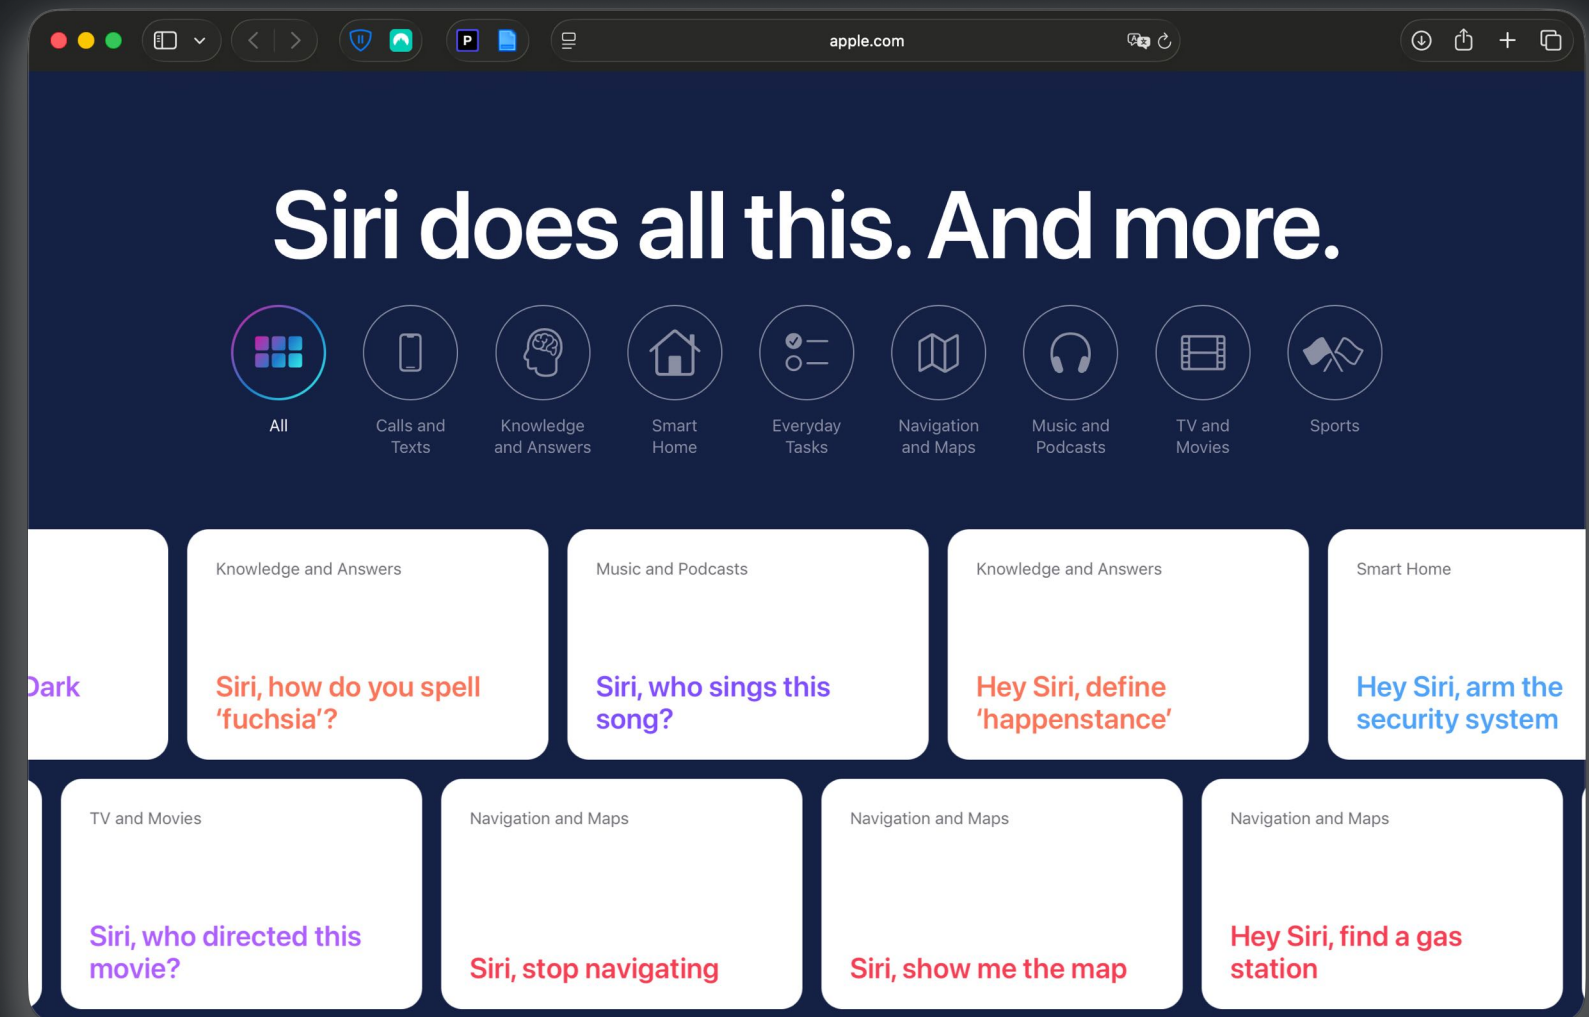 P
apple.com
Siri does all this. And more.
All
Calls and
Texts
Knowledge
and Answers
Smart
Home
Everyday
Tasks
Navigation
and Maps
Music and
Podcasts
TV and
Movies
Sports
Dark
Knowledge and Answers
Siri, how do you spell
‘fuchsia’?
Music and Podcasts
Siri, who sings this
song?
Knowledge and Answers
Hey Siri, define
‘happenstance’
Smart Home
Hey Siri, arm the
security system
TV and Movies
Siri, who directed this
movie?
Navigation and Maps
Siri, stop navigating
Navigation and Maps
Siri, show me the map
Navigation and Maps
Hey Siri, find a gas
station